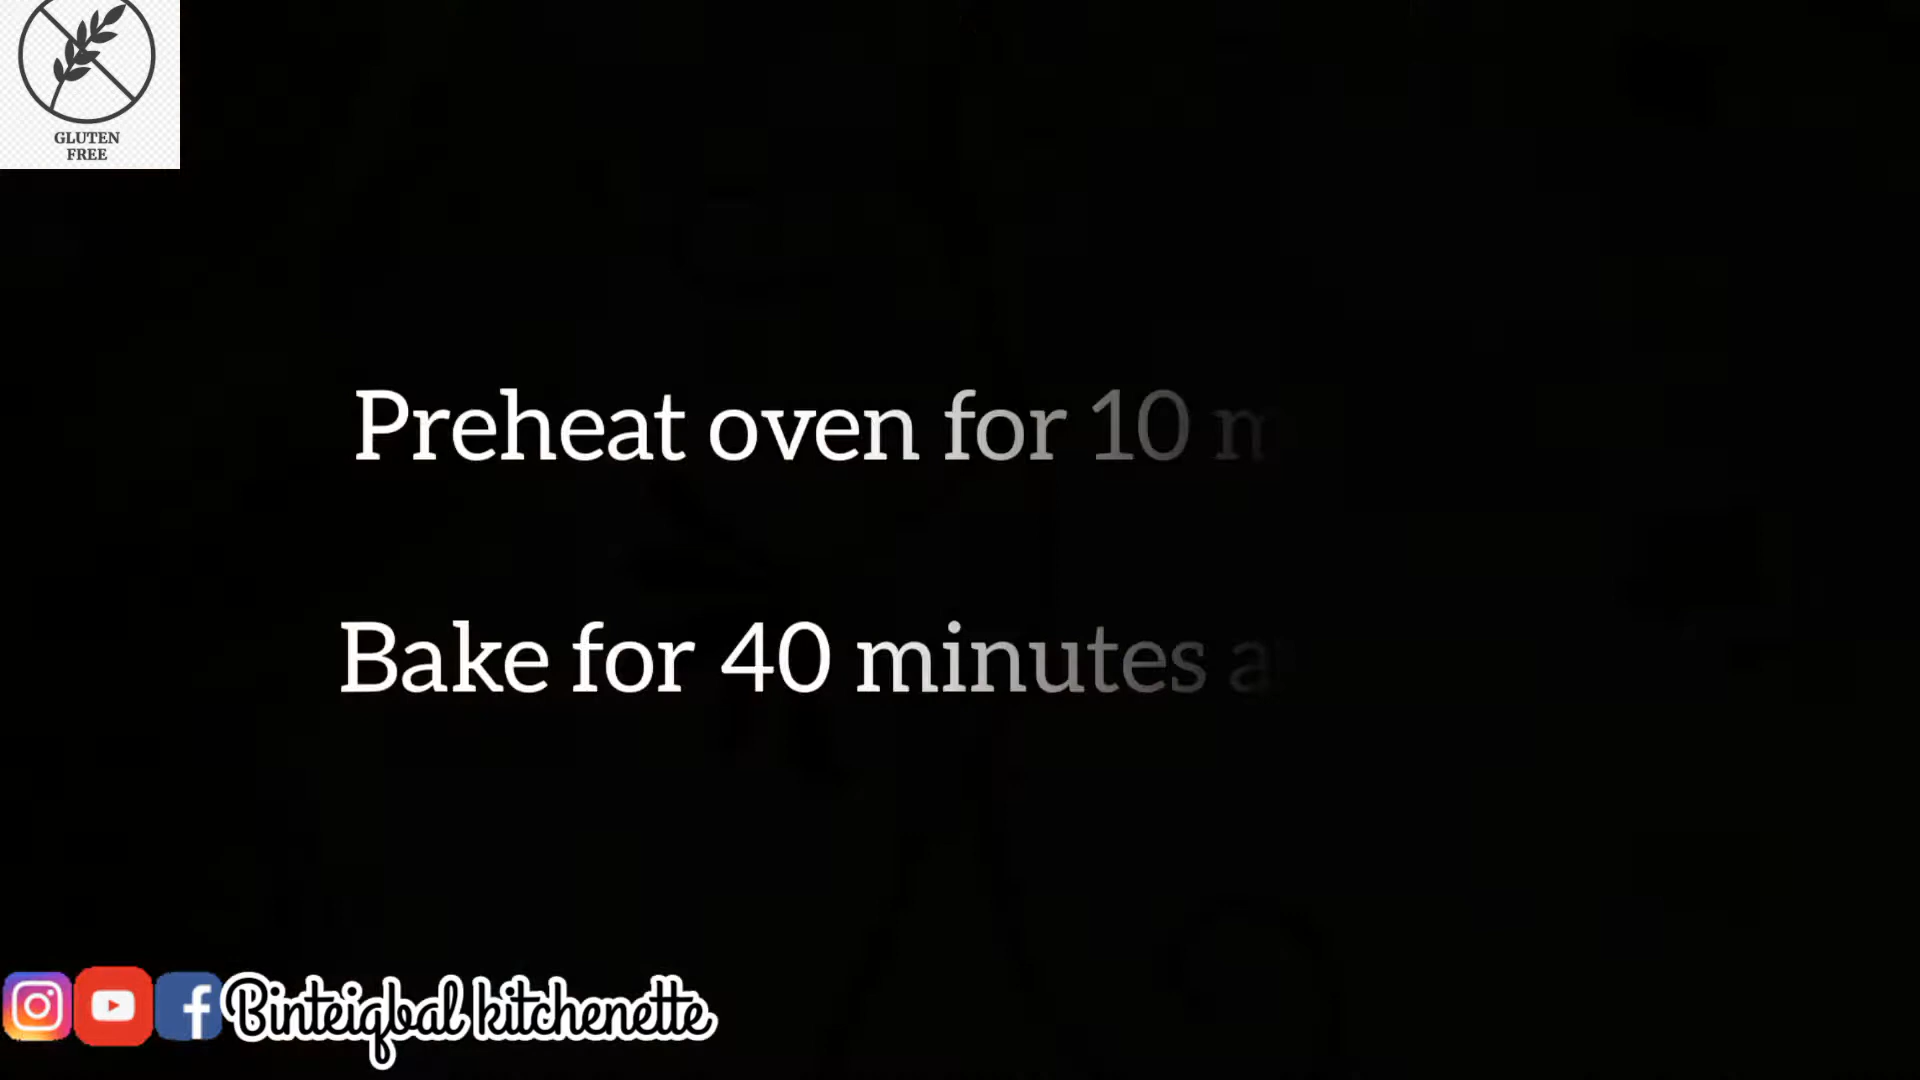 GLUTEN
FREE
Preheat oven for 10
Bake for 40 minutes
Binteiqbal kitchenette